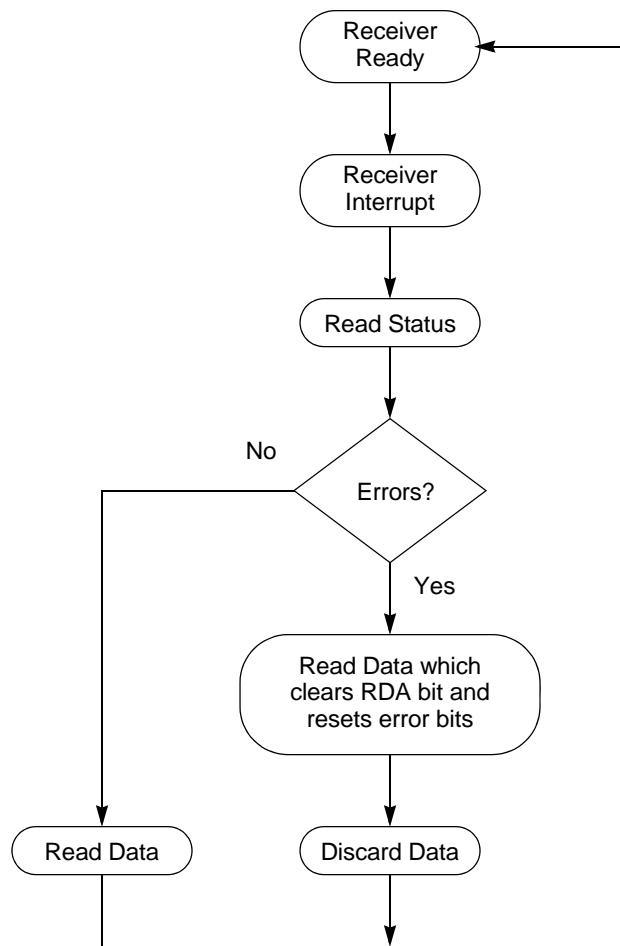 Receiver
Ready
Receiver
Interrupt
Read Status
No
Errors?
Yes
Read Data which
clears RDA bit and
resets error bits
Read Data
Discard Data